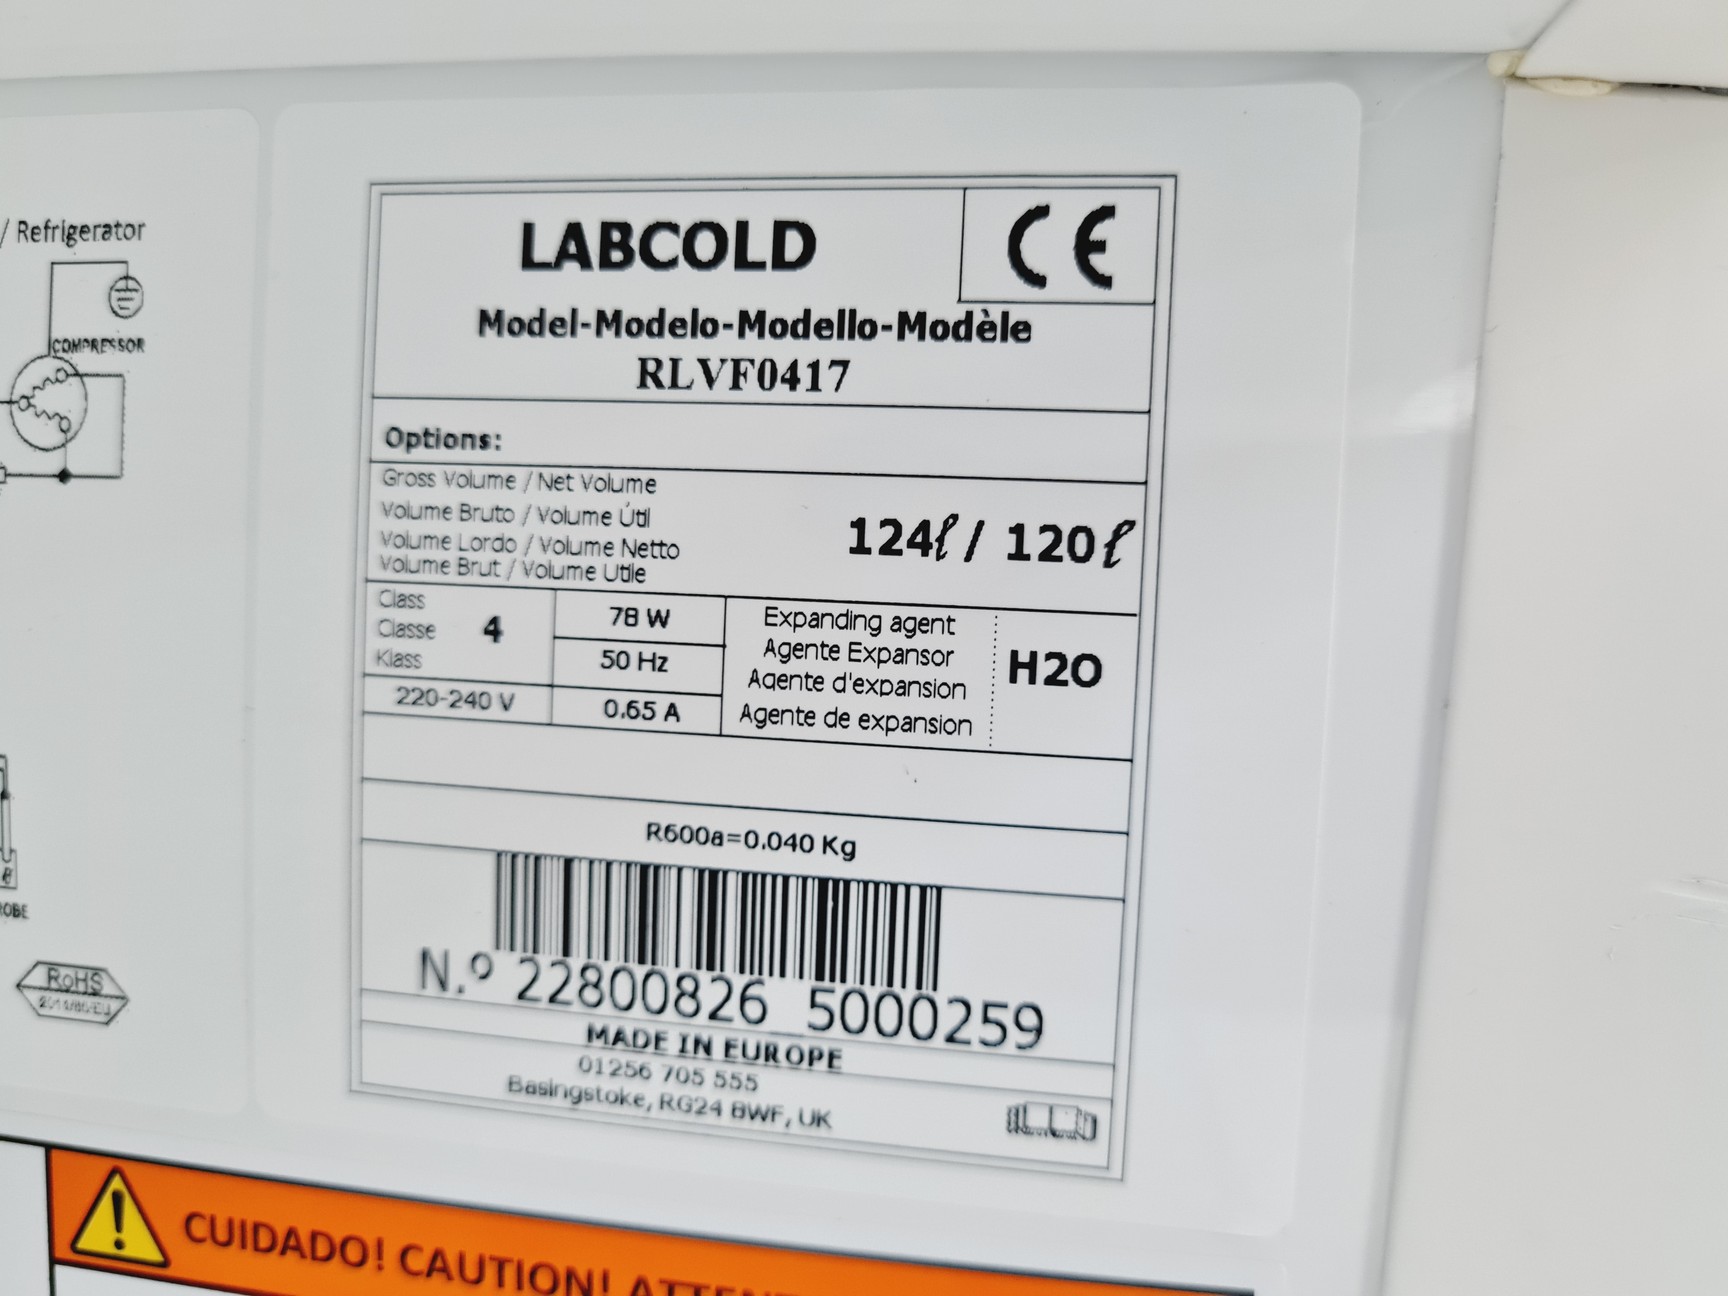 / Refrigerator
COMPRESSOR
OBE
RoHS
LABCOLD
CE
Model-Modelo-Modello-Modèle
RLVF0417
Options:
Gross Volume / Net Volume
Volume Bruto / Volume Útil
Volume Lordo / Volume Netto
Volume Brut / Volume Utile
124ℓ / 120ℓ
Class
Classe 4
Klass
78 W
50 Hz
220-240 V
0.65 A
Expanding agent
Agente Expansor
Agente d'expansion
Agente de expansion
H2O
R600a=0.040 Kg
N.º 22800826 5000259
MADE IN EUROPE
01256 705 555
Basingstoke, RG24 8WF, UK
CUIDADO! CAUTION! ATTEN